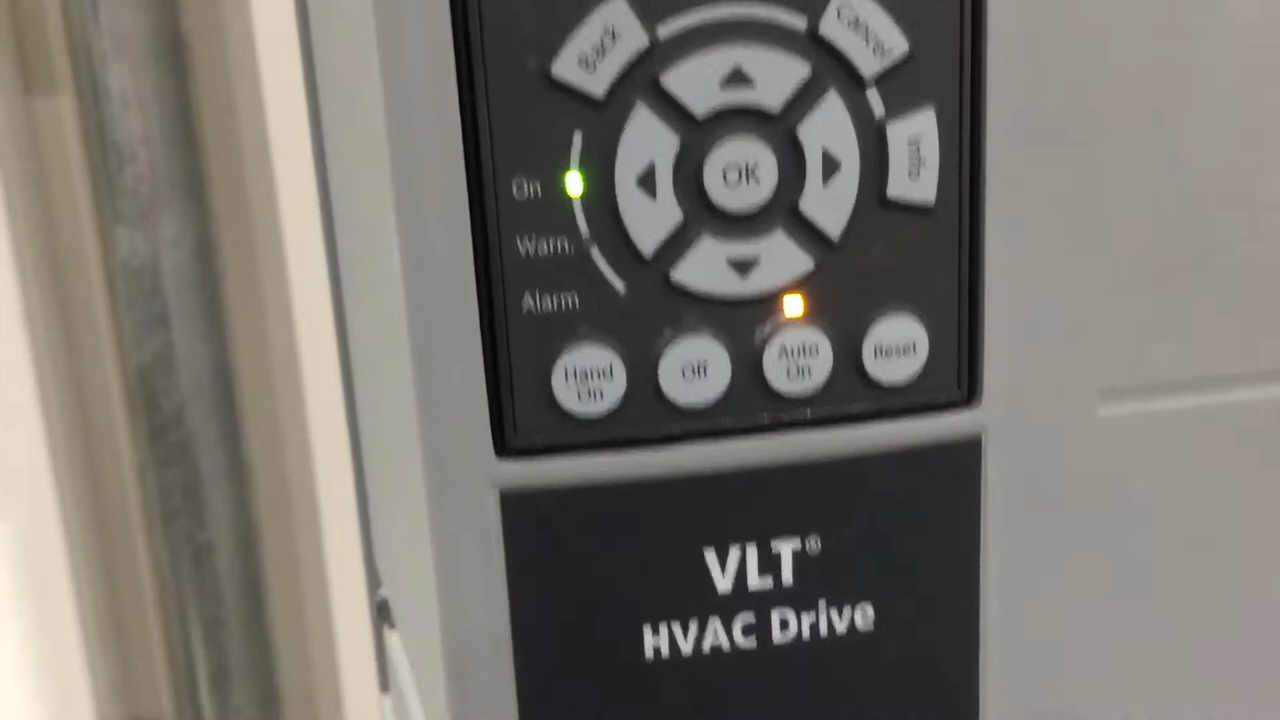 Back
Cancel
Info
OK
On
Warn.
Alarm
Hand
On
Off
Auto
On
Reset
VLT®
HVAC Drive